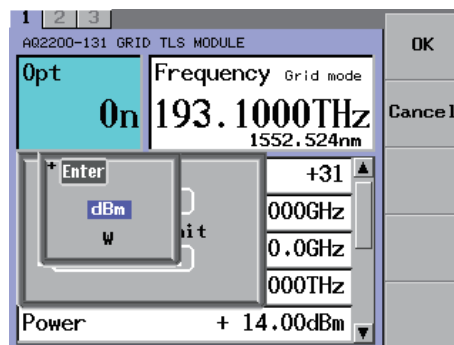 1 2 3
AQ2200-131 GRID TLS MODULE
OK
Opt
On
Frequency Grid mode
193.1000THz
1552.524nm
Cancel
Enter
dBm
W
+31
000GHz
0.0GHz
000THz
Power + 14.00dBm